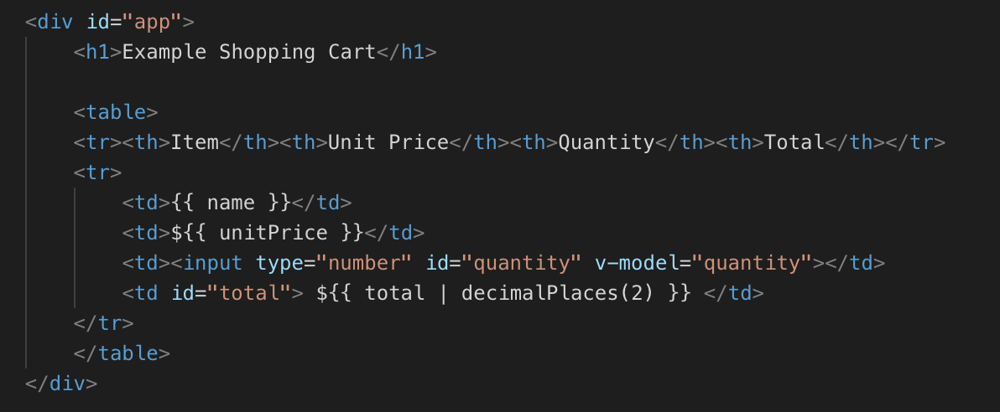 <div id="app">
<h1>Example Shopping Cart</h1>
<table>
<tr><th>Item</th><th>Unit Price</th><th>Quantity</th><th>Total</th></tr>
<tr>
<td>{{ name }}</td>
<td>${{ unitPrice }}</td>
<td><input type="number" id="quantity" v-model="quantity"></td>
<td id="total"> ${{ total | decimalPlaces(2) }} </td>
</tr>
</table>
</div>